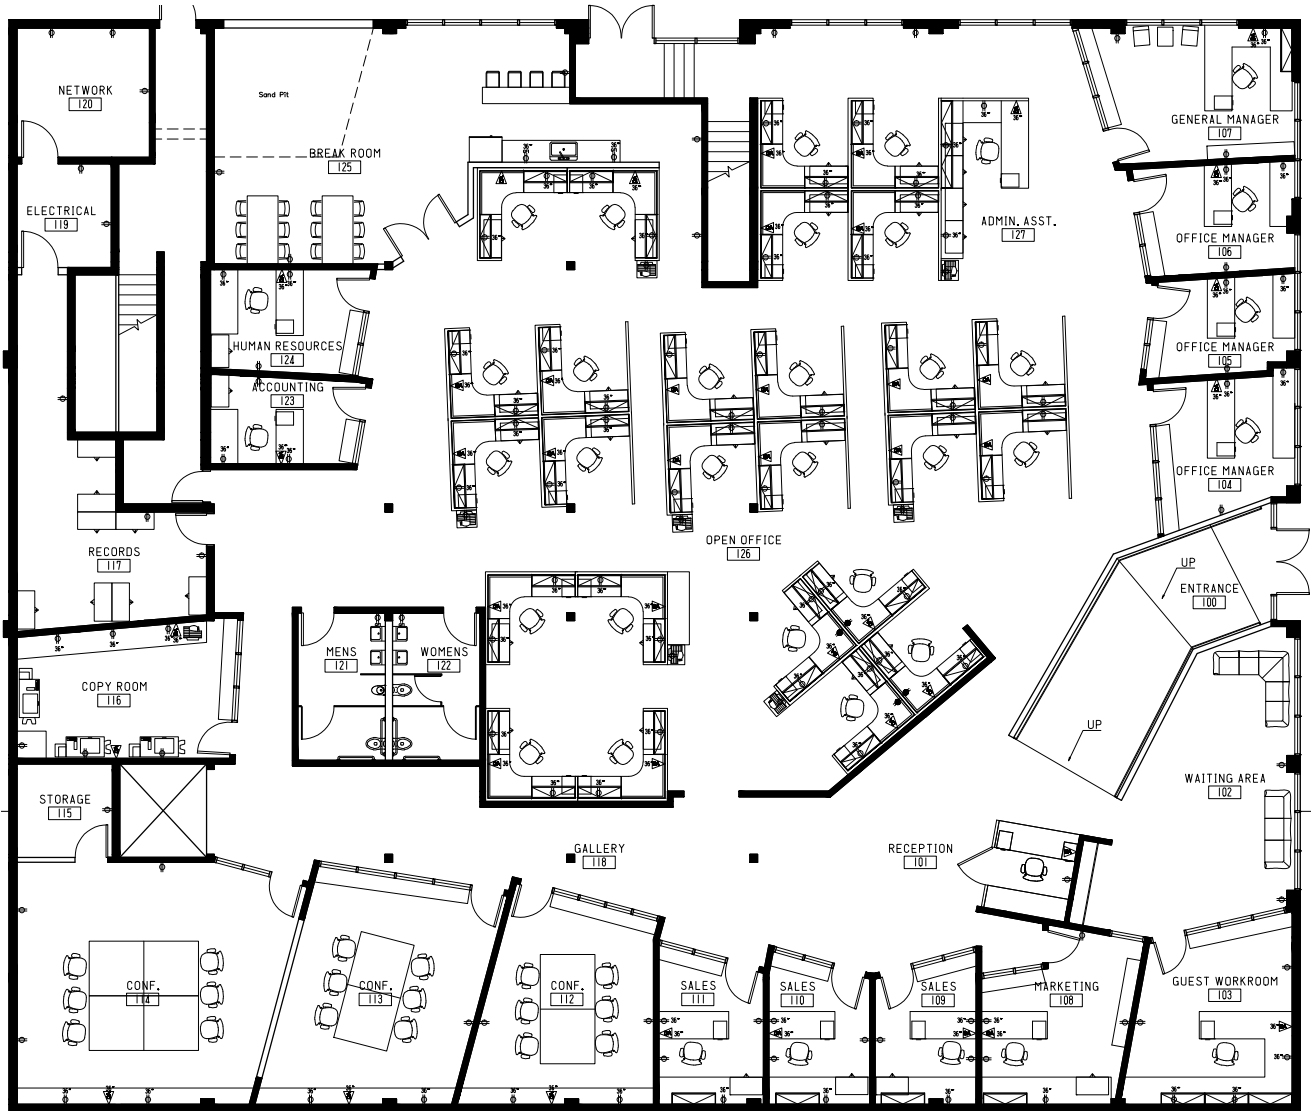 NETWORK
120
Sand Pit
BREAK ROOM
125
GENERAL MANAGER
107
ELECTRICAL
119
ADMIN. ASST.
127
OFFICE MANAGER
106
HUMAN RESOURCES
124
OFFICE MANAGER
105
ACCOUNTING
123
OFFICE MANAGER
104
OPEN OFFICE
126
RECORDS
117
UP
ENTRANCE
100
MENS
121
WOMENS
122
COPY ROOM
116
UP
WAITING AREA
102
STORAGE
115
GALLERY
118
RECEPTION
101
CONF.
114
CONF.
113
CONF.
112
SALES
111
SALES
110
SALES
109
MARKETING
108
GUEST WORKROOM
103